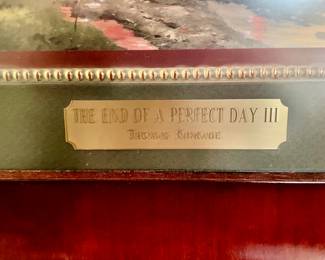 THE END OF A PERFECT DAY III
Thomas Kinkade